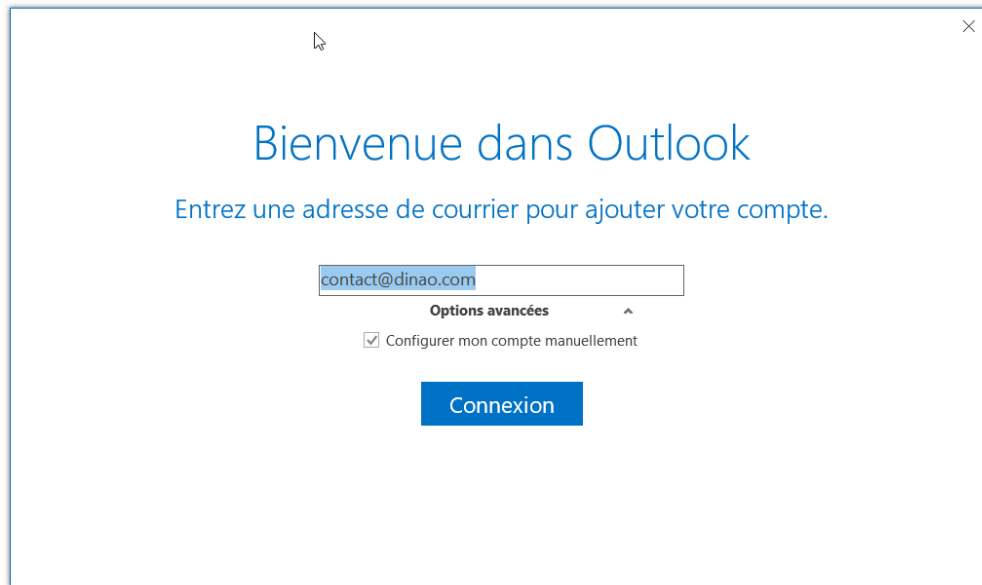 Bienvenue dans Outlook
Entrez une adresse de courrier pour ajouter votre compte.
contact@dinao.com
Options avancées
Configurer mon compte manuellement
Connexion